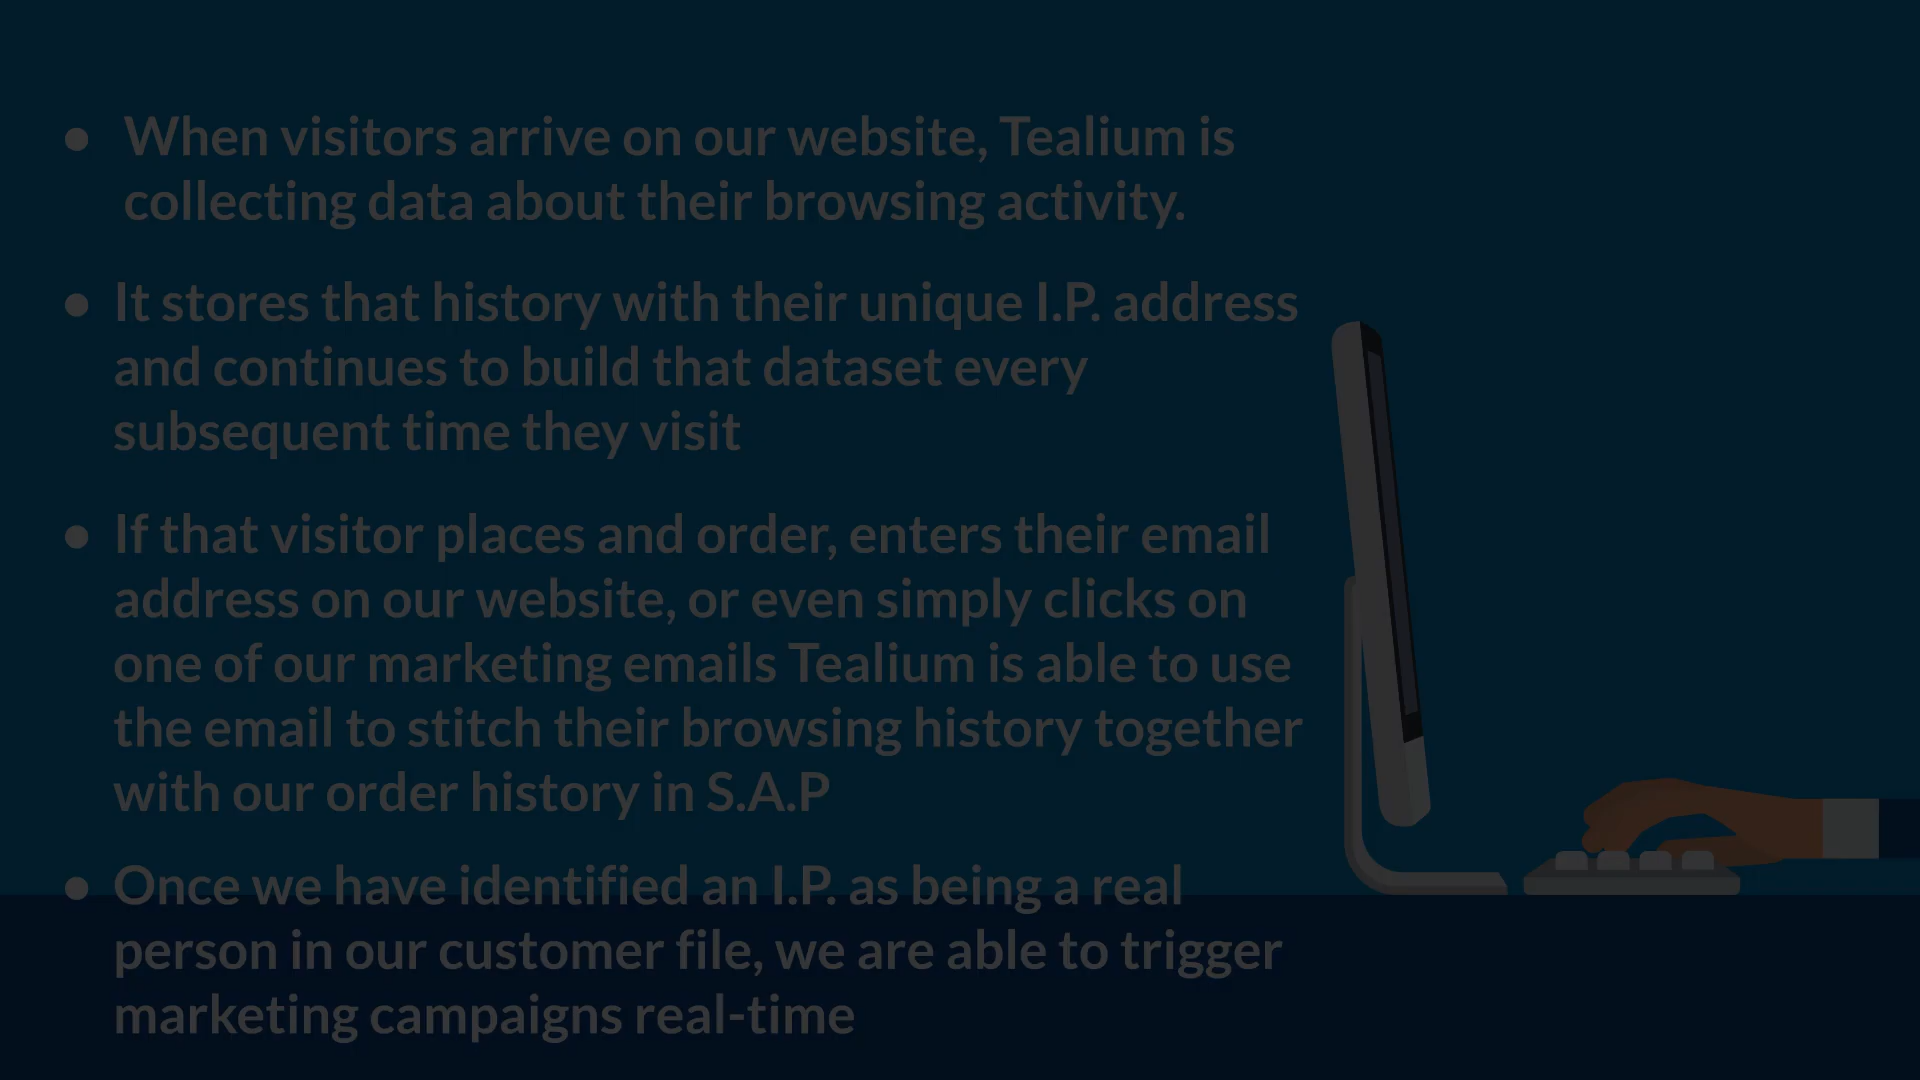 ● When visitors arrive on our website, Tealium is
collecting data about their browsing activity.
● It stores that history with their unique I.P. address
and continues to build that dataset every
subsequent time they visit
● If that visitor places and order, enters their email
address on our website, or even simply clicks on
one of our marketing emails Tealium is able to use
the email to stitch their browsing history together
with our order history in S.A.P
● Once we have identified an I.P. as being a real
person in our customer file, we are able to trigger
marketing campaigns real-time